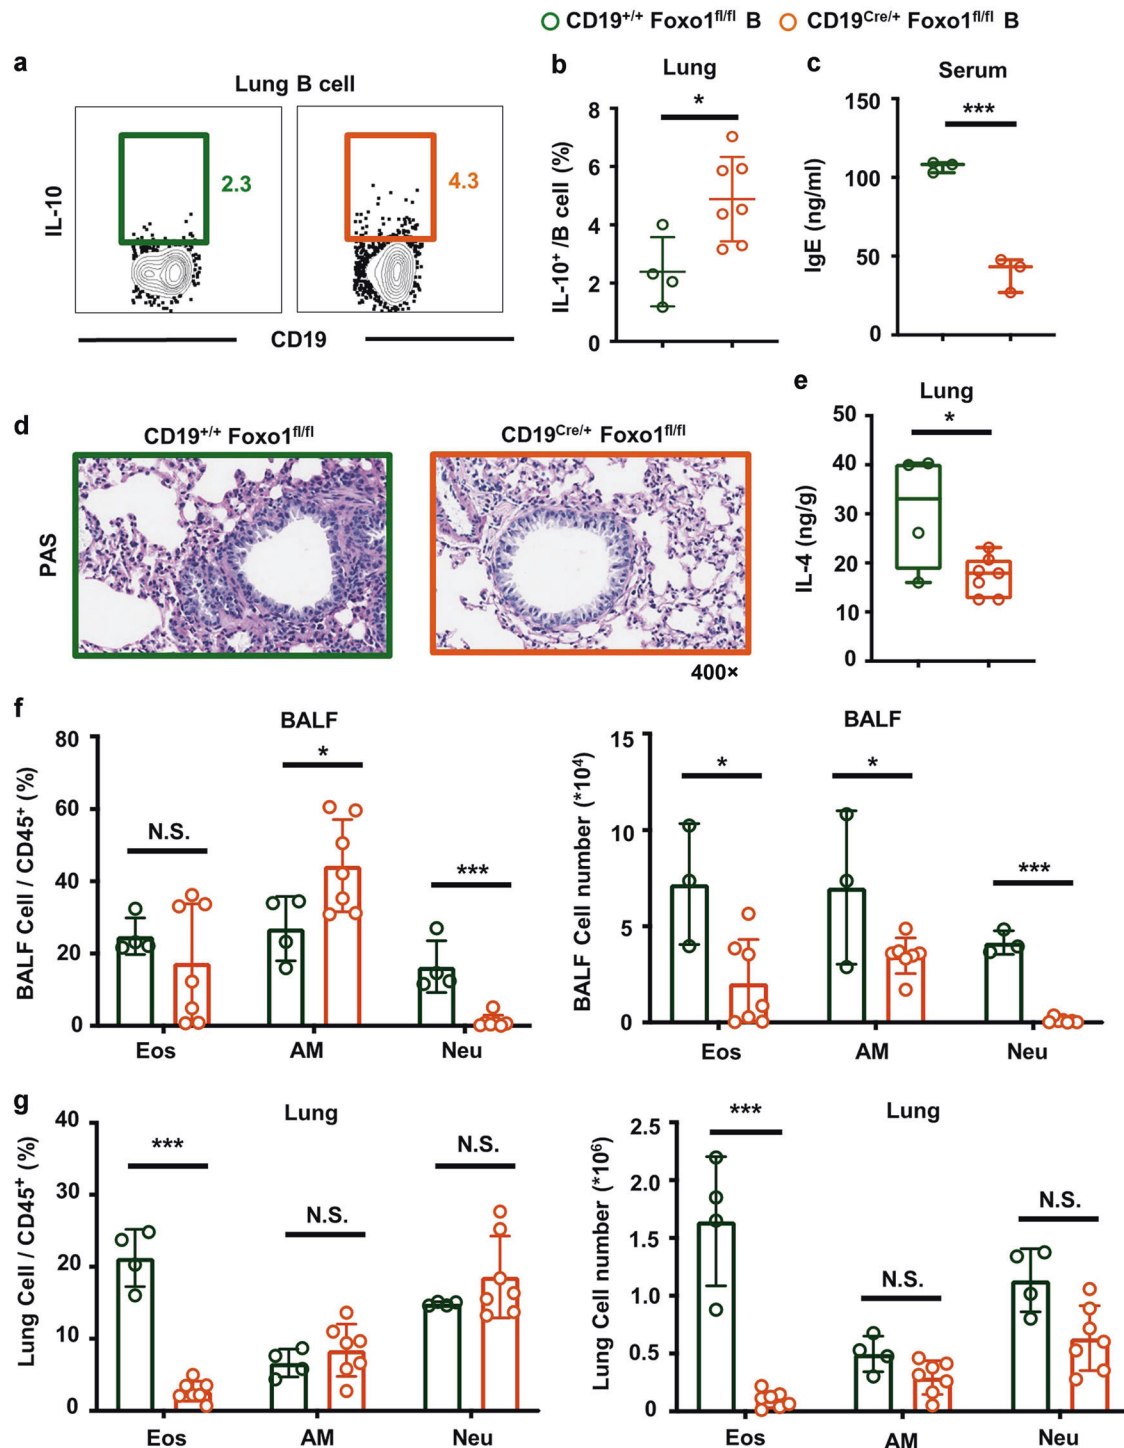 CD19+/+ Foxo1fl/fl B CD19Cre/+ Foxo1fl/fl B
a
Lung B cell
IL-10
2.3
4.3
CD19
b
Lung
*
IL-10+ /B cell (%)
8
6
4
2
0
c
Serum
***
IgE (ng/ml)
150
100
50
0
d
CD19+/+ Foxo1fl/fl
CD19Cre/+ Foxo1fl/fl
PAS
400×
e
Lung
*
IL-4 (ng/g)
50
40
30
20
10
0
f
BALF
BALF Cell / CD45+ (%)
80
60
40
20
0
N.S.
*
***
Eos AM Neu
BALF
BALF Cell number (*10⁴)
15
10
5
0
*
*
***
Eos AM Neu
g
Lung
Lung Cell / CD45+ (%)
40
30
20
10
0
***
N.S.
N.S.
Eos AM Neu
Lung
Lung Cell number (*10⁶)
2.5
2.0
1.5
1.0
0.5
0
***
N.S.
N.S.
Eos AM Neu